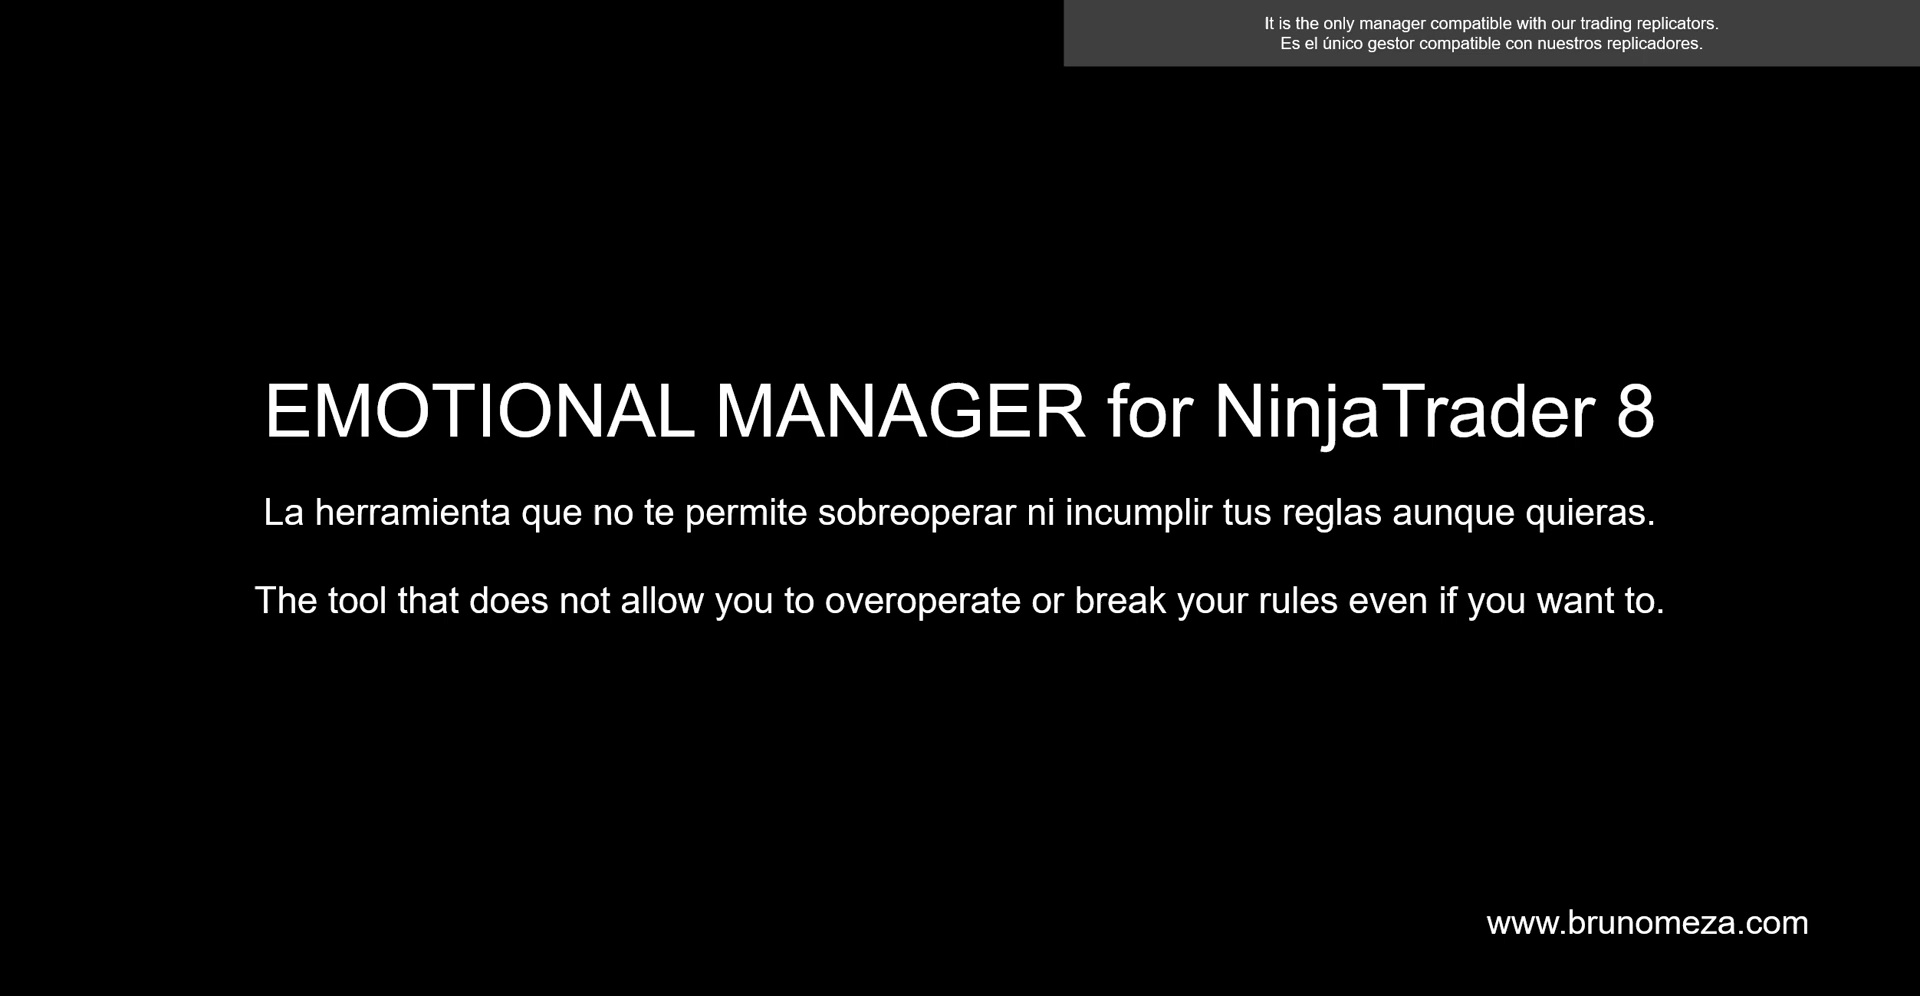 It is the only manager compatible with our trading replicators.
Es el único gestor compatible con nuestros replicadores.
EMOTIONAL MANAGER for NinjaTrader 8
La herramienta que no te permite sobreoperar ni incumplir tus reglas aunque quieras.
The tool that does not allow you to overoperate or break your rules even if you want to.
www.brunomeza.com